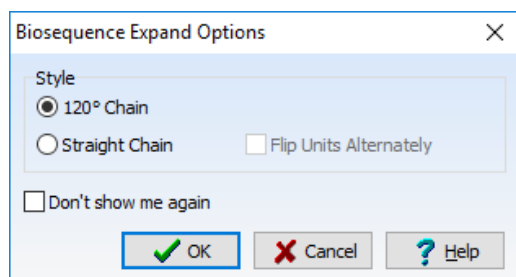 Biosequence Expand Options
Style
120° Chain
Straight Chain Flip Units Alternately
Don't show me again
OK Cancel Help